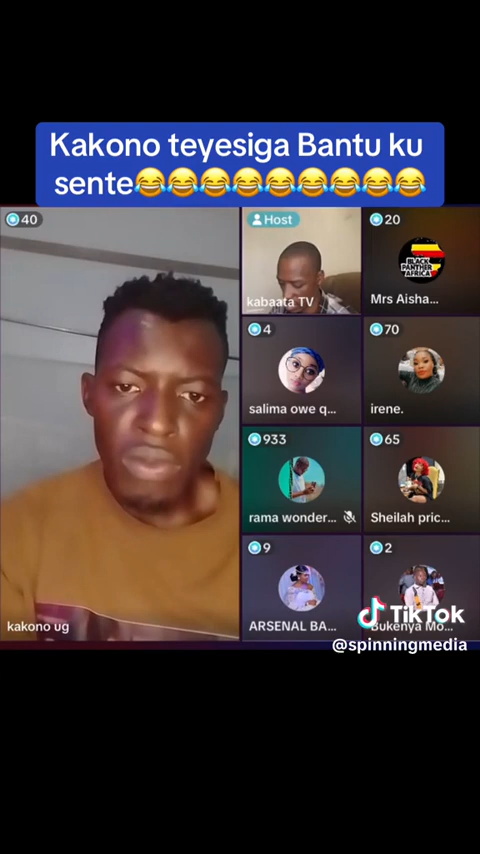 Kakono teyesiga Bantu ku
sente😂😂😂😂😂😂😂😂😂
40
Host
20
kabaata TV
Mrs Aisha...
BLACK
PANTHER
AFRICA
4
70
salima owe q...
irene.
933
65
rama wonder...
Sheilah pric...
9
2
kakono ug
ARSENAL BA...
Bukenya Mo...
TikTok
@spinningmedia